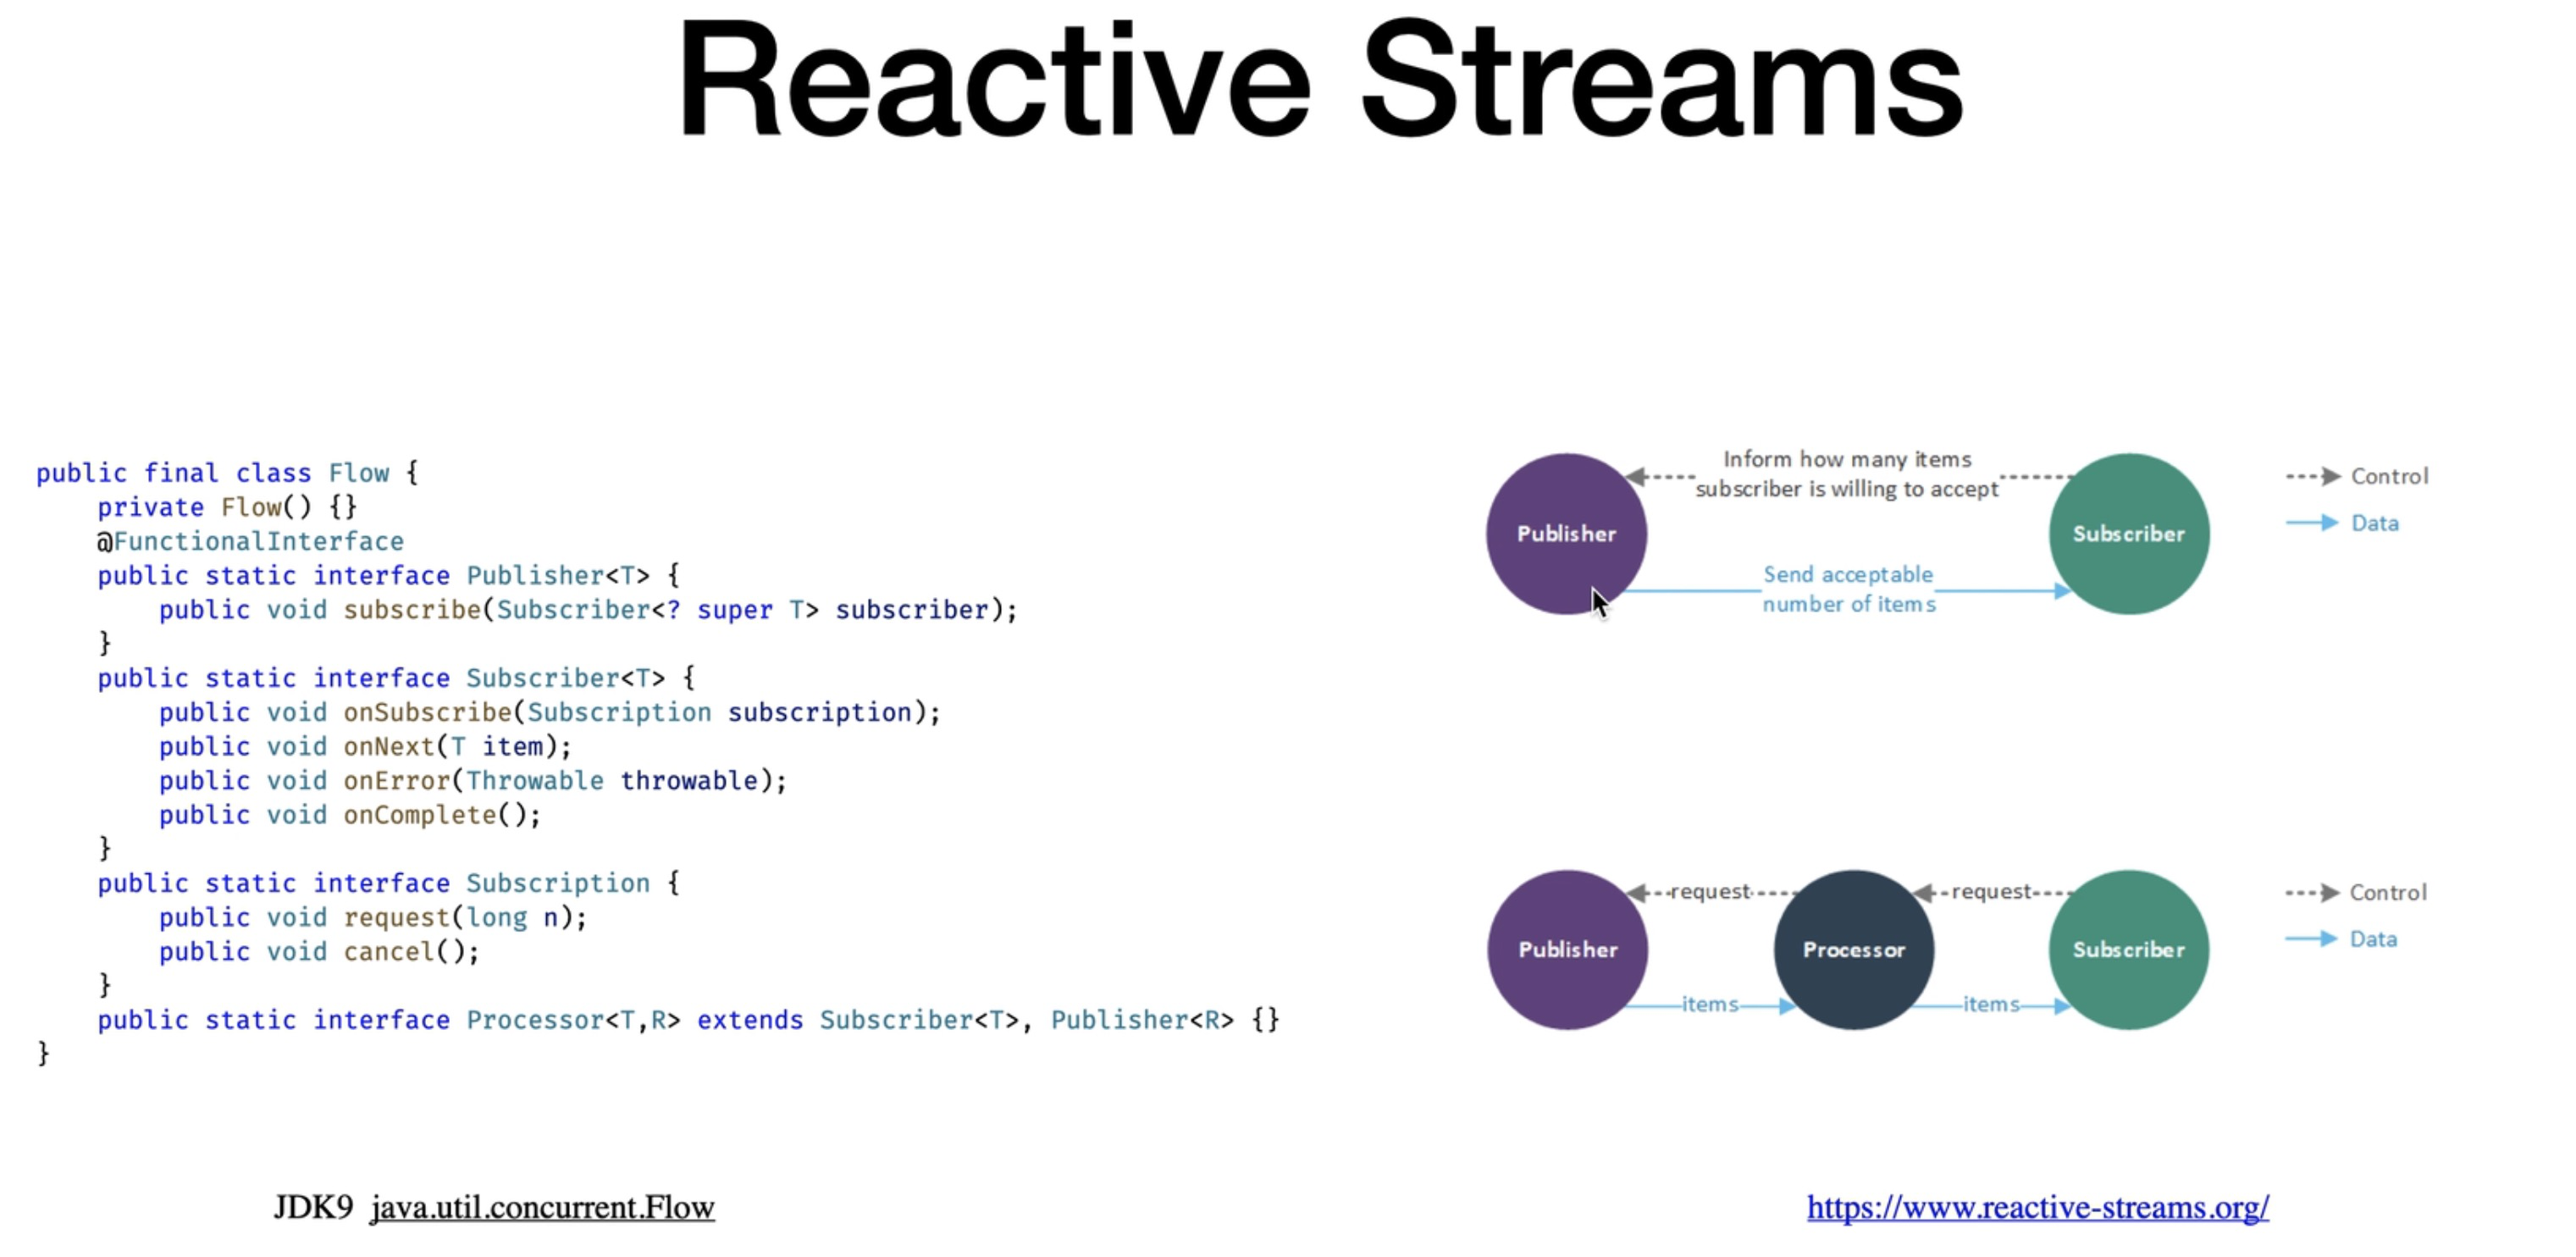 Reactive Streams
public final class Flow {
    private Flow() {}
    @FunctionalInterface
    public static interface Publisher<T> {
        public void subscribe(Subscriber<? super T> subscriber);
    }
    public static interface Subscriber<T> {
        public void onSubscribe(Subscription subscription);
        public void onNext(T item);
        public void onError(Throwable throwable);
        public void onComplete();
    }
    public static interface Subscription {
        public void request(long n);
        public void cancel();
    }
    public static interface Processor<T,R> extends Subscriber<T>, Publisher<R> {}
}
JDK9 java.util.concurrent.Flow
Inform how many items
subscriber is willing to accept
Publisher
Subscriber
Send acceptable
number of items
Control
Data
request
request
Publisher
Processor
Subscriber
items
items
Control
Data
https://www.reactive-streams.org/